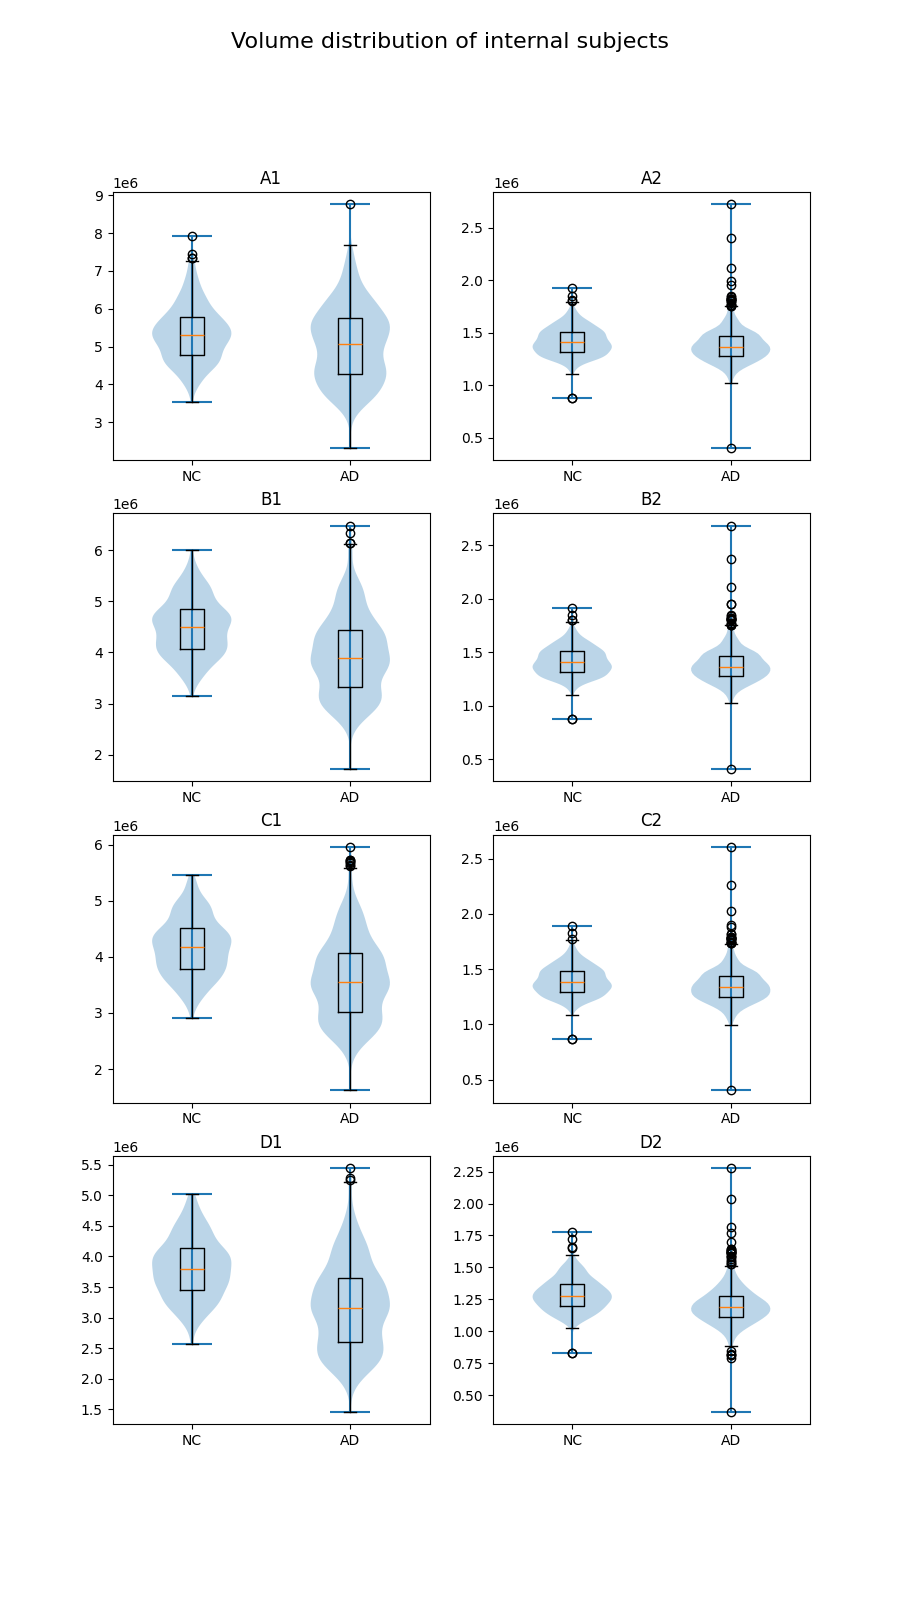 Volume distribution of internal subjects
A1
1e6
9
8
7
6
5
4
3
NC AD
A2
1e6
2.5
2.0
1.5
1.0
0.5
NC AD
B1
1e6
6
5
4
3
2
NC AD
B2
1e6
2.5
2.0
1.5
1.0
0.5
NC AD
C1
1e6
6
5
4
3
2
NC AD
C2
1e6
2.5
2.0
1.5
1.0
0.5
NC AD
D1
1e6
5.5
5.0
4.5
4.0
3.5
3.0
2.5
2.0
1.5
NC AD
D2
1e6
2.25
2.00
1.75
1.50
1.25
1.00
0.75
0.50
NC AD